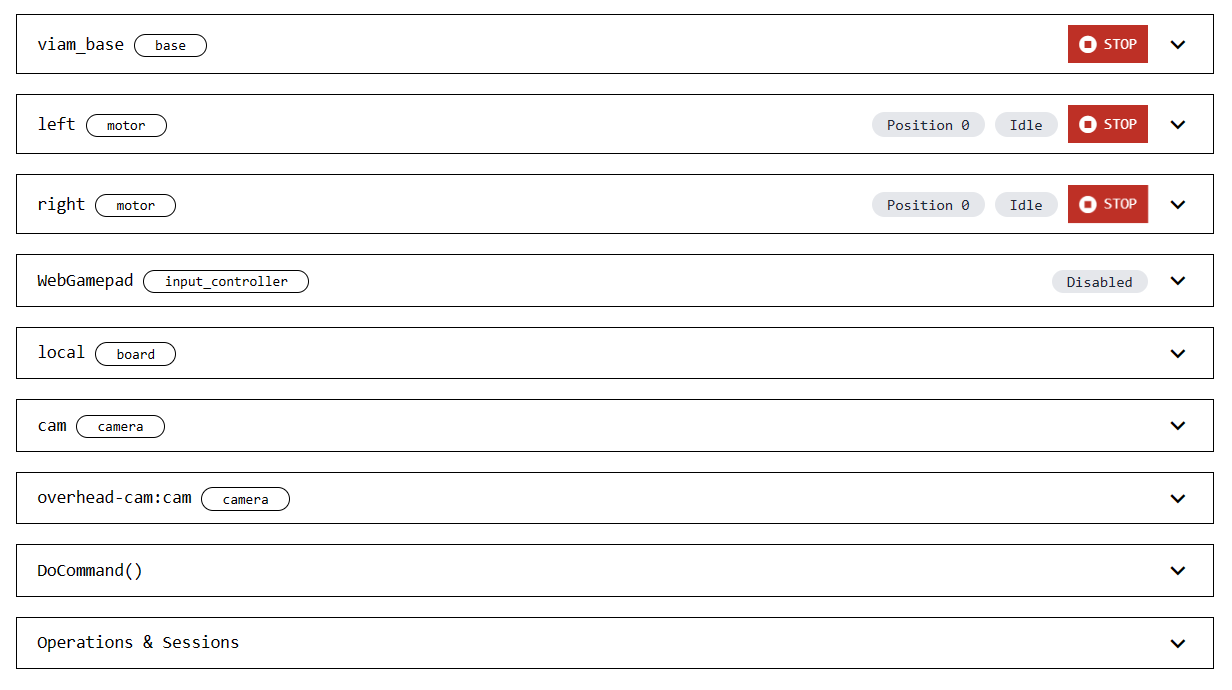 viam_base base STOP
left motor Position 0 Idle STOP
right motor Position 0 Idle STOP
WebGamepad input_controller Disabled
local board
cam camera
overhead-cam:cam camera
DoCommand()
Operations & Sessions